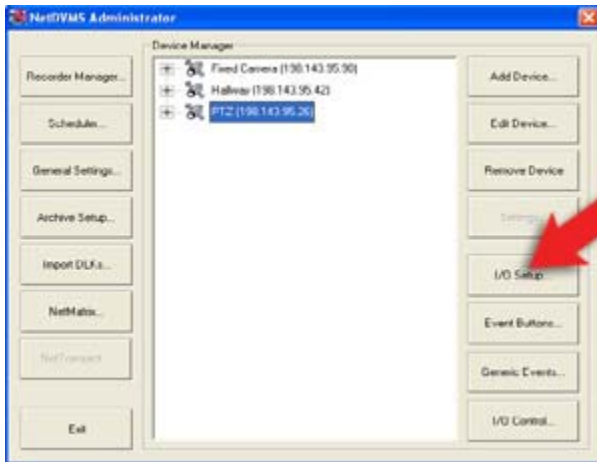 NetDVMS Administrator
Device Manager
Recorder Manager...
Scheduler...
General Settings...
Archive Setup...
Import DLKs...
NetMatrix...
NetTransact
Exit
Fixed Camera (198.143.95.90)
Hallway (198.143.95.42)
PTZ (198.143.95.26)
Add Device...
Edit Device...
Remove Device
Settings...
I/O Setup...
Event Buttons...
Generic Events...
I/O Control...